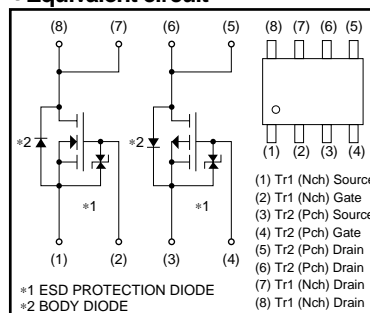 Equivalent circuit
(8) (7) (6) (5)
(8) (7) (6) (5)
*2 *2
*1 *1
(1) (2) (3) (4)
(1) (2) (3) (4)
(1) Tr1 (Nch) Source
(2) Tr1 (Nch) Gate
(3) Tr2 (Pch) Source
(4) Tr2 (Pch) Gate
(5) Tr2 (Pch) Drain
(6) Tr2 (Pch) Drain
(7) Tr1 (Nch) Drain
(8) Tr1 (Nch) Drain
*1 ESD PROTECTION DIODE
*2 BODY DIODE